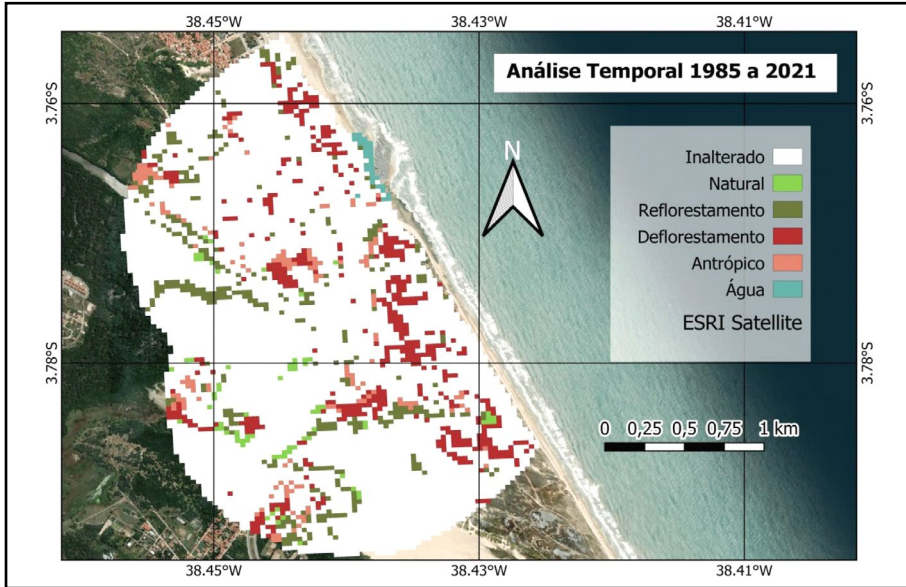 38.45°W 38.43°W 38.41°W
Análise Temporal 1985 a 2021
3.76°S 3.76°S
N
Inalterado
Natural
Reflorestamento
Deflorestamento
Antrópico
Água
ESRI Satellite
3.78°S 3.78°S
0 0,25 0,5 0,75 1 km
38.45°W 38.43°W 38.41°W